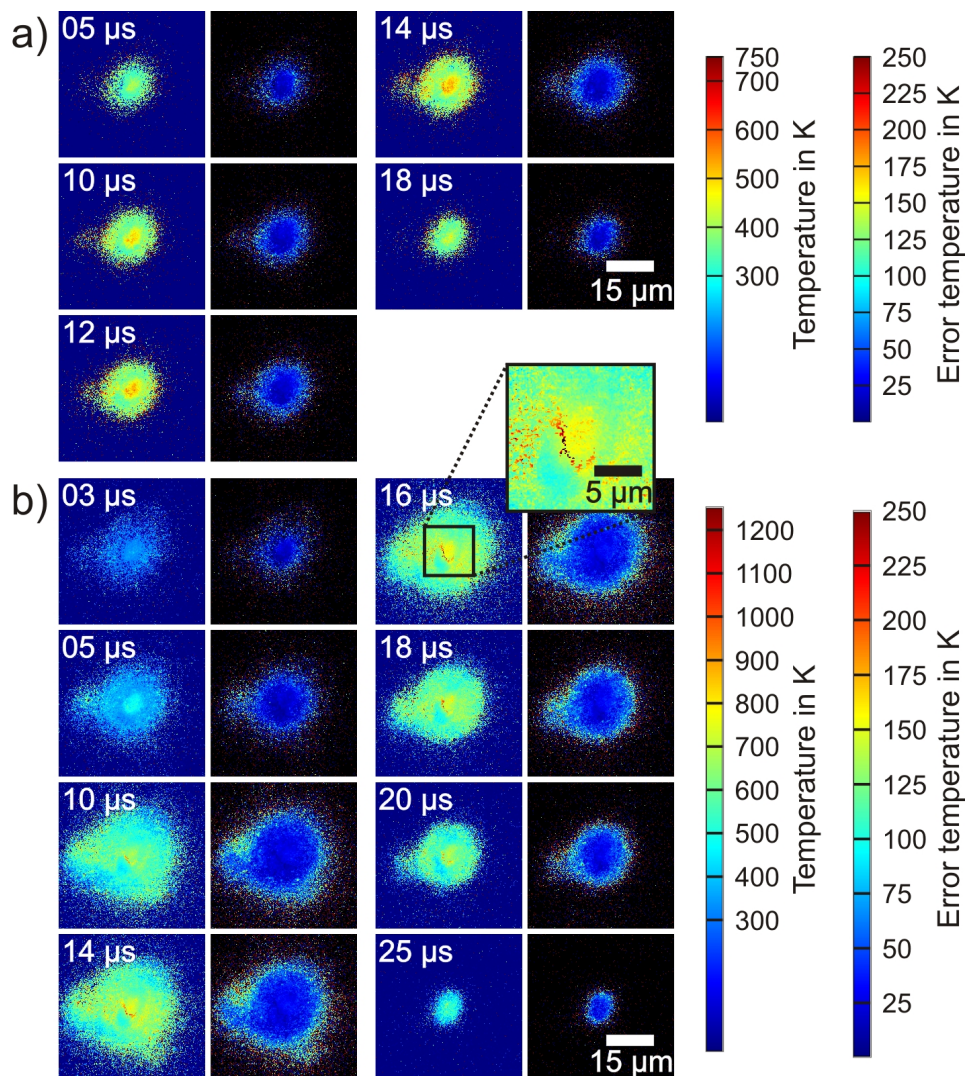 a)
05 µs
14 µs
10 µs
18 µs
15 µm
12 µs
750
700
600
500
400
300
Temperature in K
250
225
200
175
150
125
100
75
50
25
Error temperature in K
5 µm
b)
03 µs
16 µs
05 µs
18 µs
10 µs
20 µs
14 µs
25 µs
15 µm
1200
1100
1000
900
800
700
600
500
400
300
Temperature in K
250
225
200
175
150
125
100
75
50
25
Error temperature in K